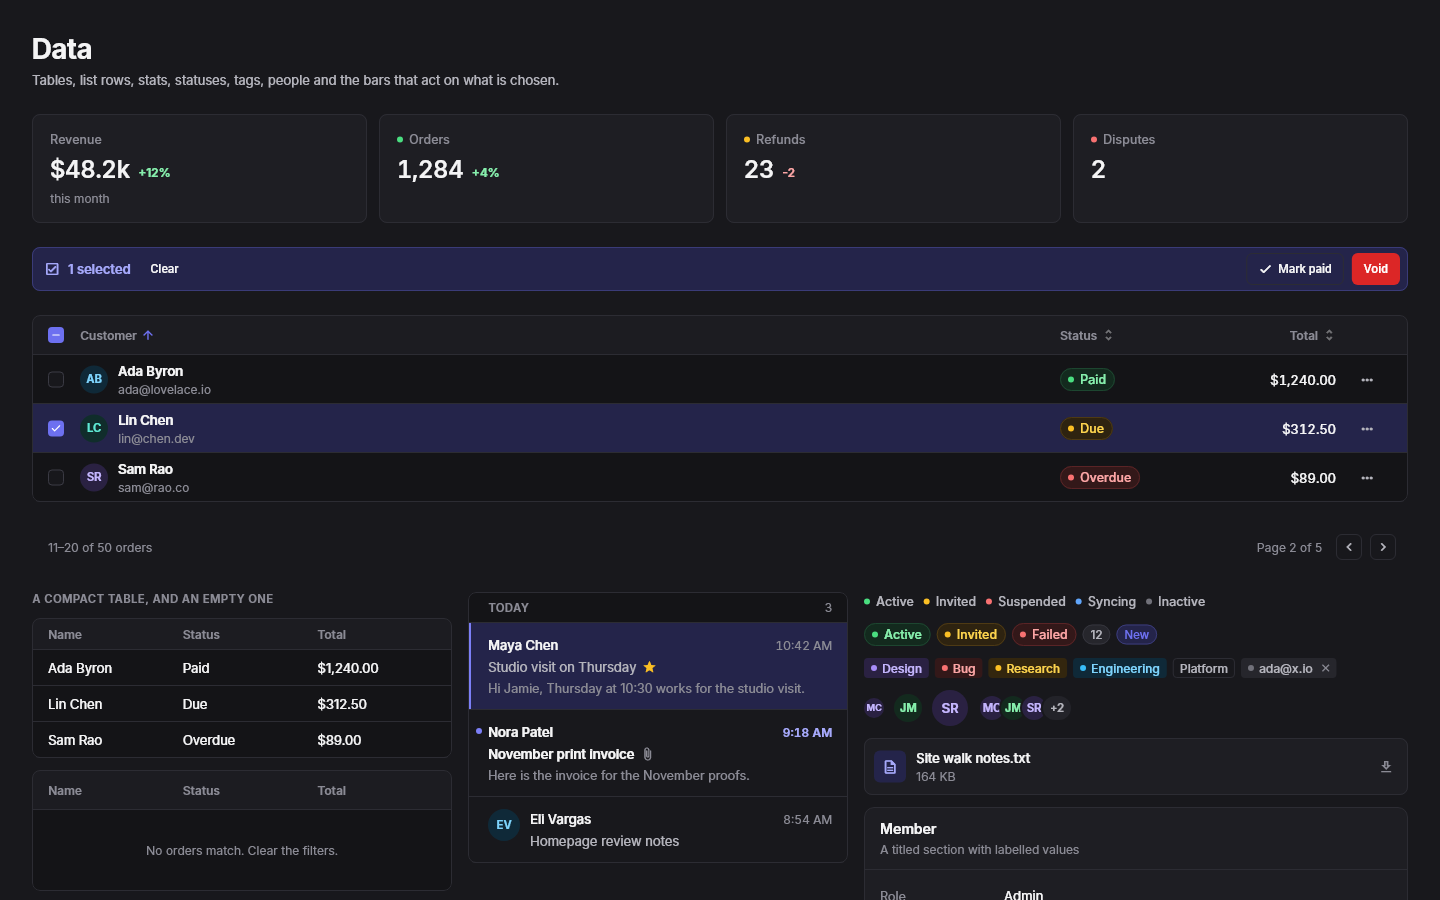 Data
Tables, list rows, stats, statuses, tags, people and the bars that act on what is chosen.
Revenue
$48.2k +12%
this month
Orders
1,284 +4%
Refunds
23 -2
Disputes
2
1 selected Clear Mark paid Void
Customer Status Total
AB Ada Byron Paid $1,240.00
ada@lovelace.io
LC Lin Chen Due $312.50
lin@chen.dev
SR Sam Rao Overdue $89.00
sam@rao.co
11–20 of 50 orders Page 2 of 5
A COMPACT TABLE, AND AN EMPTY ONE
Name Status Total
Ada Byron Paid $1,240.00
Lin Chen Due $312.50
Sam Rao Overdue $89.00
Name Status Total
No orders match. Clear the filters.
TODAY 3
Maya Chen 10:42 AM
Studio visit on Thursday
Hi Jamie, Thursday at 10:30 works for the studio visit.
Nora Patel 9:18 AM
November print invoice
Here is the invoice for the November proofs.
EV Eli Vargas 8:54 AM
Homepage review notes
Active Invited Suspended Syncing Inactive
Active Invited Failed 12 New
Design Bug Research Engineering Platform ada@x.io
MC JM SR MC JM SR +2
Site walk notes.txt
164 KB
Member
A titled section with labelled values
Role Admin